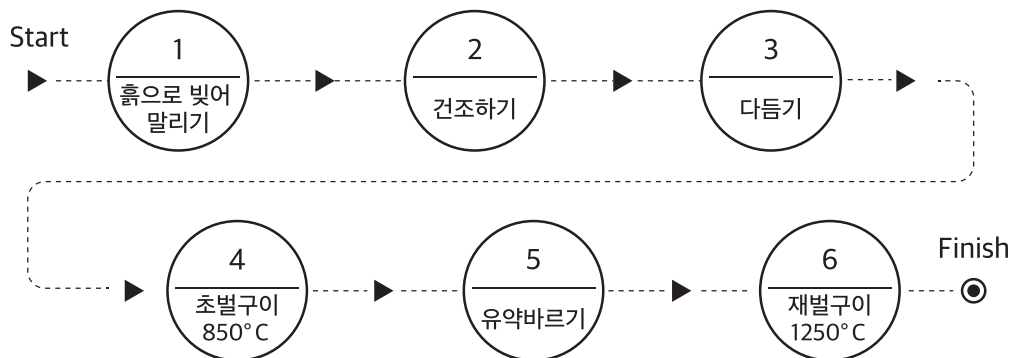 Start
1
흙으로 빚어
말리기
2
건조하기
3
다듬기
4
초벌구이
850°C
5
유약바르기
6
재벌구이
1250°C
Finish